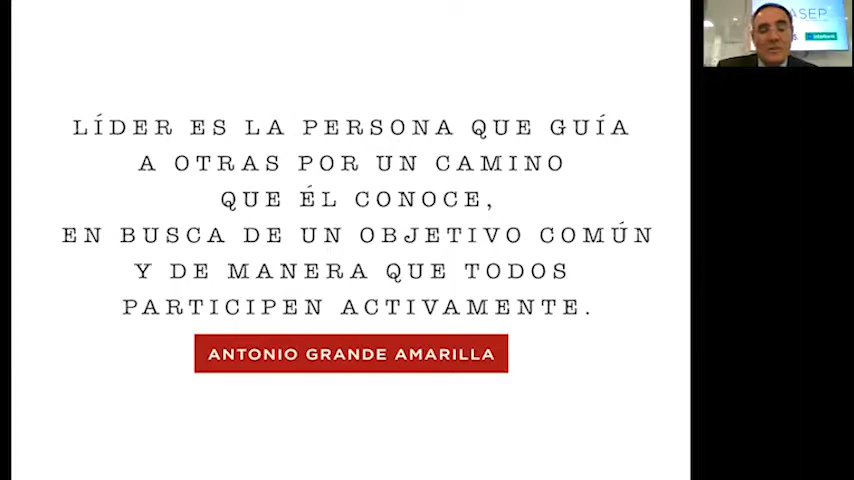 LÍDER ES LA PERSONA QUE GUÍA
A OTRAS POR UN CAMINO
QUE ÉL CONOCE,
EN BUSCA DE UN OBJETIVO COMÚN
Y DE MANERA QUE TODOS
PARTICIPEN ACTIVAMENTE.
ANTONIO GRANDE AMARILLA
ASEP